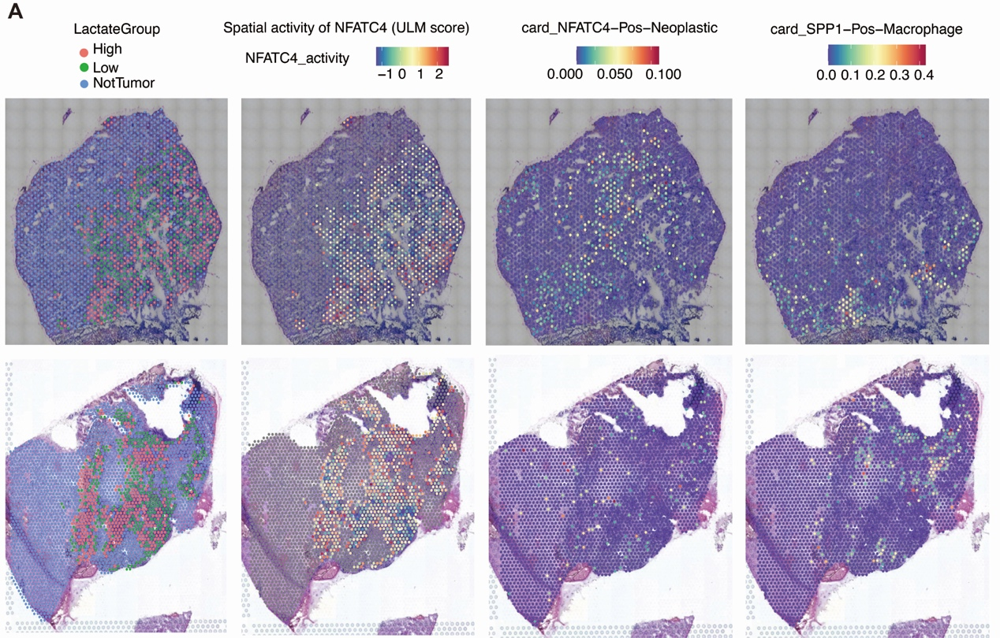 A
LactateGroup
High
Low
NotTumor
Spatial activity of NFATC4 (ULM score)
NFATC4_activity
−1 0 1 2
card_NFATC4−Pos−Neoplastic
0.000 0.050 0.100
card_SPP1−Pos−Macrophage
0.0 0.1 0.2 0.3 0.4